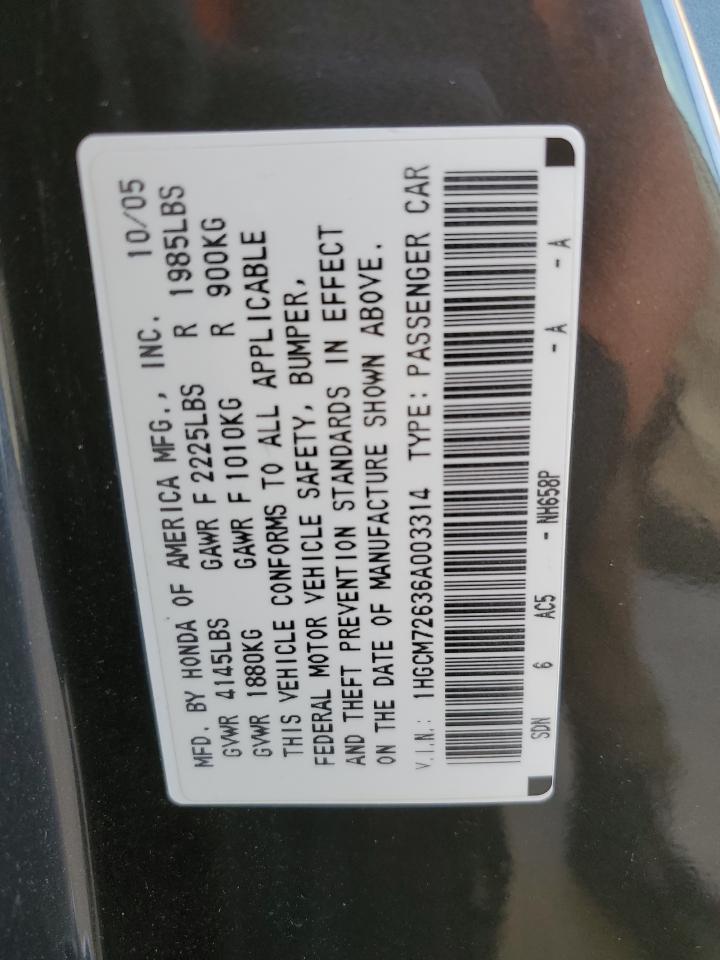 MFD. BY HONDA OF AMERICA MFG., INC. 10/05
GVWR 4145LBS GAWR F 2225LBS R 1985LBS
GVWR 1880KG GAWR F 1010KG R 900KG
THIS VEHICLE CONFORMS TO ALL APPLICABLE
FEDERAL MOTOR VEHICLE SAFETY, BUMPER,
AND THEFT PREVENTION STANDARDS IN EFFECT
ON THE DATE OF MANUFACTURE SHOWN ABOVE.
V.I.N.: 1HGCM72636A003314 TYPE: PASSENGER CAR
SDN 6 AC5 - NH658P - A - A